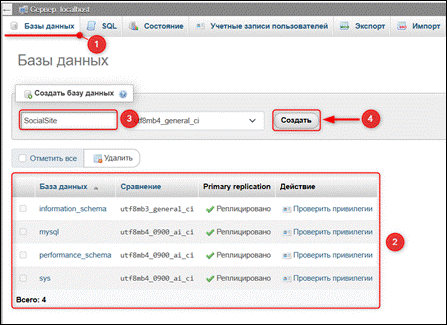 Сервер: localhost
Базы данных SQL Состояние Учетные записи пользователей Экспорт Импорт
1
Базы данных
Создать базу данных
SocialSite 3 utf8mb4_general_ci Создать 4
Отметить все Удалить
База данных Сравнение Primary replication Действие
information_schema utf8mb3_general_ci Реплицировано Проверить привилегии
mysql utf8mb4_0900_ai_ci Реплицировано Проверить привилегии
2
performance_schema utf8mb4_0900_ai_ci Реплицировано Проверить привилегии
sys utf8mb4_0900_ai_ci Реплицировано Проверить привилегии
Всего: 4